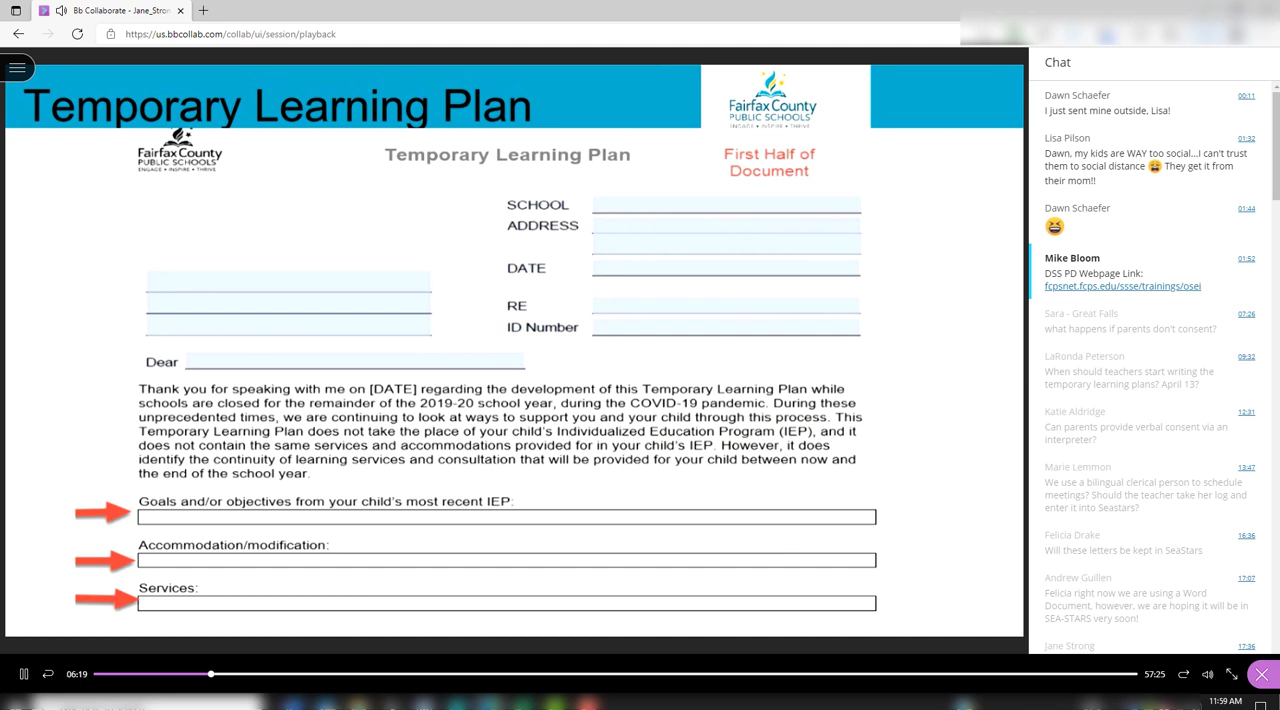 Bb Collaborate - Jane_Stron
https://us.bbcollab.com/collab/ui/session/playback
Temporary Learning Plan
Fairfax County
PUBLIC SCHOOLS
ENGAGE • INSPIRE • THRIVE
Fairfax County
PUBLIC SCHOOLS
ENGAGE • INSPIRE • THRIVE
Temporary Learning Plan
First Half of
Document
SCHOOL
ADDRESS
DATE
RE
ID Number
Dear
Thank you for speaking with me on [DATE] regarding the development of this Temporary Learning Plan while
schools are closed for the remainder of the 2019-20 school year, during the COVID-19 pandemic. During these
unprecedented times, we are continuing to look at ways to support you and your child through this process. This
Temporary Learning Plan does not take the place of your child's Individualized Education Program (IEP), and it
does not contain the same services and accommodations provided for in your child's IEP. However, it does
identify the continuity of learning services and consultation that will be provided for your child between now and
the end of the school year.
Goals and/or objectives from your child's most recent IEP:
Accommodation/modification:
Services:
Chat
Dawn Schaefer 00:11
I just sent mine outside, Lisa!
Lisa Pilson 01:32
Dawn, my kids are WAY too social...I can't trust
them to social distance 😫 They get it from
their mom!!
Dawn Schaefer 01:44
😆
Mike Bloom 01:52
DSS PD Webpage Link:
fcpsnet.fcps.edu/ssse/trainings/osei
Sara - Great Falls 07:26
what happens if parents don't consent?
LaRonda Peterson 09:32
When should teachers start writing the
temporary learning plans? April 13?
Katie Aldridge 12:31
Can parents provide verbal consent via an
interpreter?
Marie Lemmon 13:47
We use a bilingual clerical person to schedule
meetings? Should the teacher take her log and
enter it into Seastars?
Felicia Drake 16:36
Will these letters be kept in SeaStars
Andrew Guillen 17:07
Felicia right now we are using a Word
Document, however, we are hoping it will be in
SEA-STARS very soon!
Jane Strong 17:36
06:19
57:25
11:59 AM